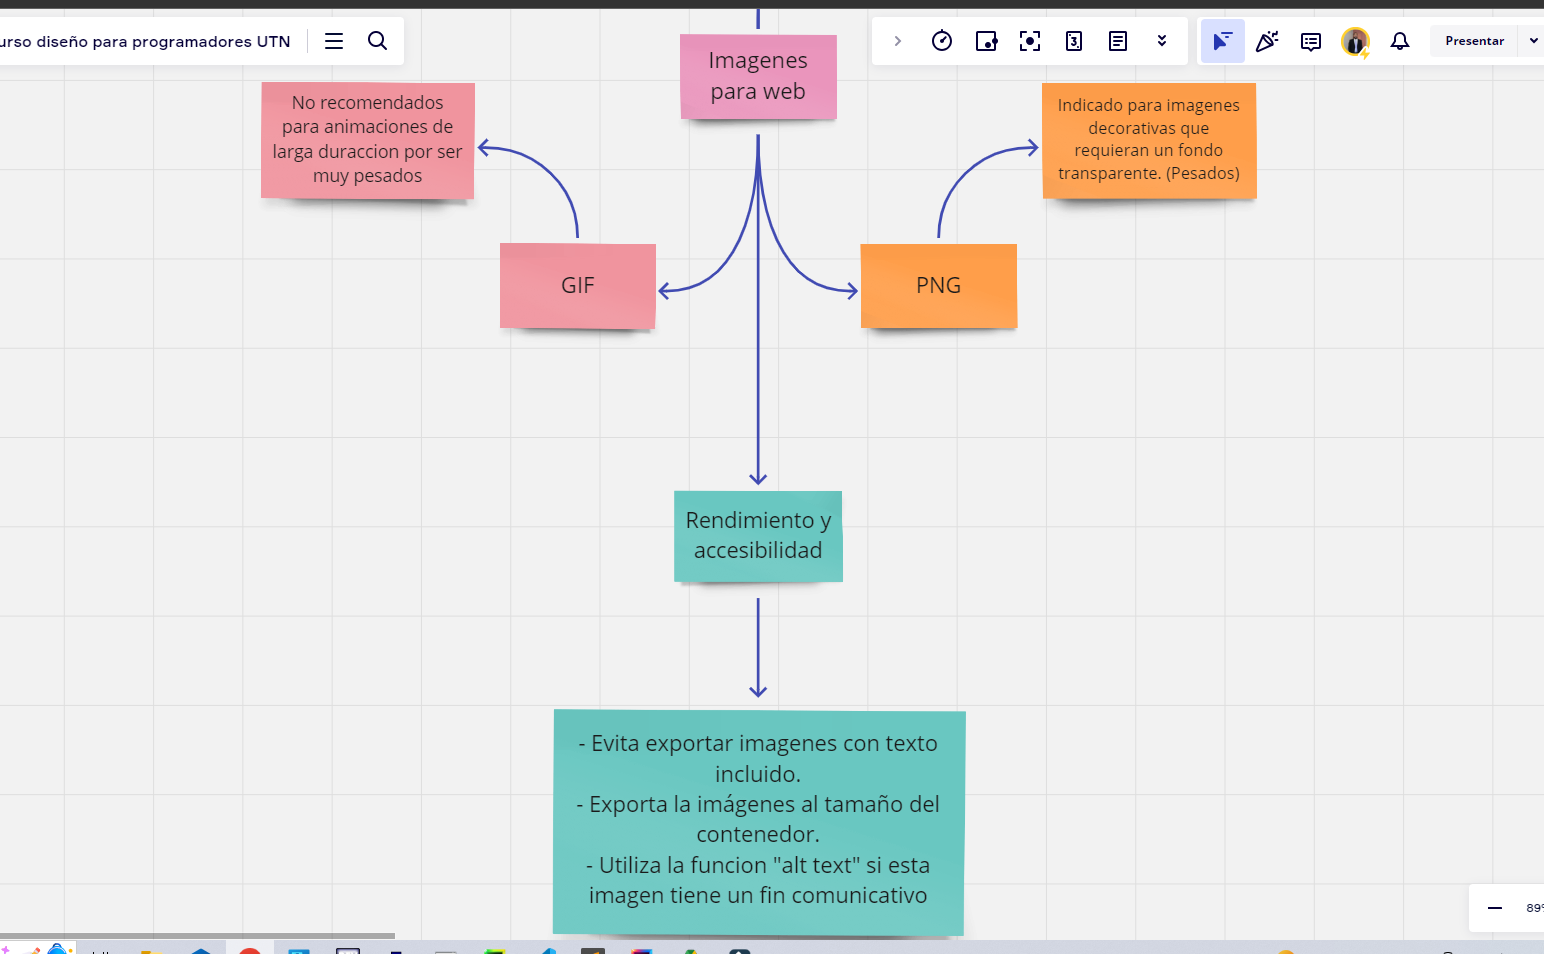 urso diseño para programadores UTN
Presentar
Imagenes
para web
No recomendados
para animaciones de
larga duraccion por ser
muy pesados
Indicado para imagenes
decorativas que
requieran un fondo
transparente. (Pesados)
GIF
PNG
Rendimiento y
accesibilidad
- Evita exportar imagenes con texto
incluido.
- Exporta la imágenes al tamaño del
contenedor.
- Utiliza la funcion "alt text" si esta
imagen tiene un fin comunicativo
89%